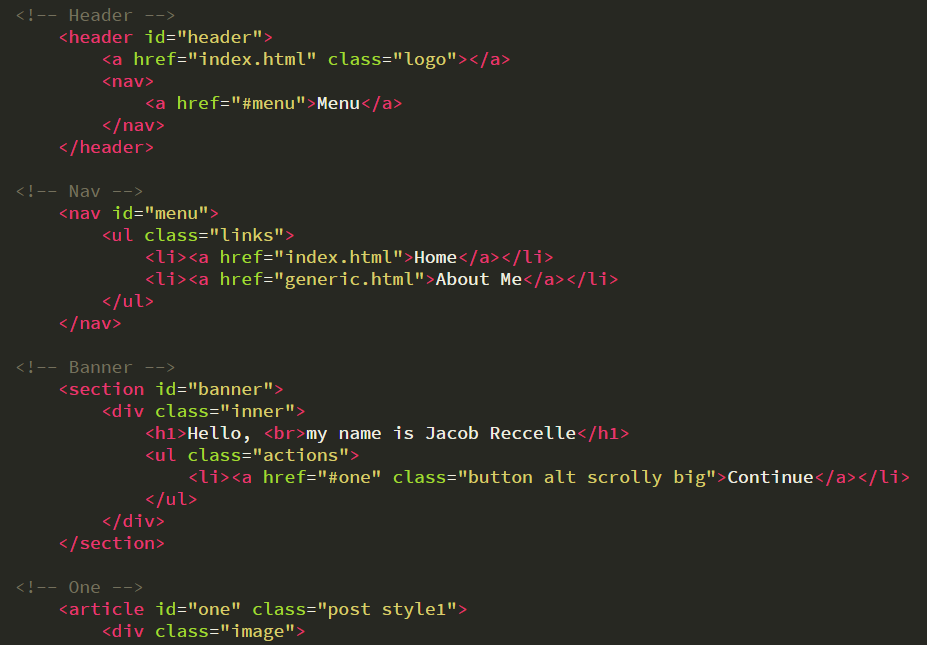 <!-- Header -->
    <header id="header">
        <a href="index.html" class="logo"></a>
        <nav>
            <a href="#menu">Menu</a>
        </nav>
    </header>

<!-- Nav -->
    <nav id="menu">
        <ul class="links">
            <li><a href="index.html">Home</a></li>
            <li><a href="generic.html">About Me</a></li>
        </ul>
    </nav>

<!-- Banner -->
    <section id="banner">
        <div class="inner">
            <h1>Hello, <br>my name is Jacob Reccelle</h1>
            <ul class="actions">
                <li><a href="#one" class="button alt scrolly big">Continue</a></li>
            </ul>
        </div>
    </section>

<!-- One -->
    <article id="one" class="post style1">
        <div class="image">